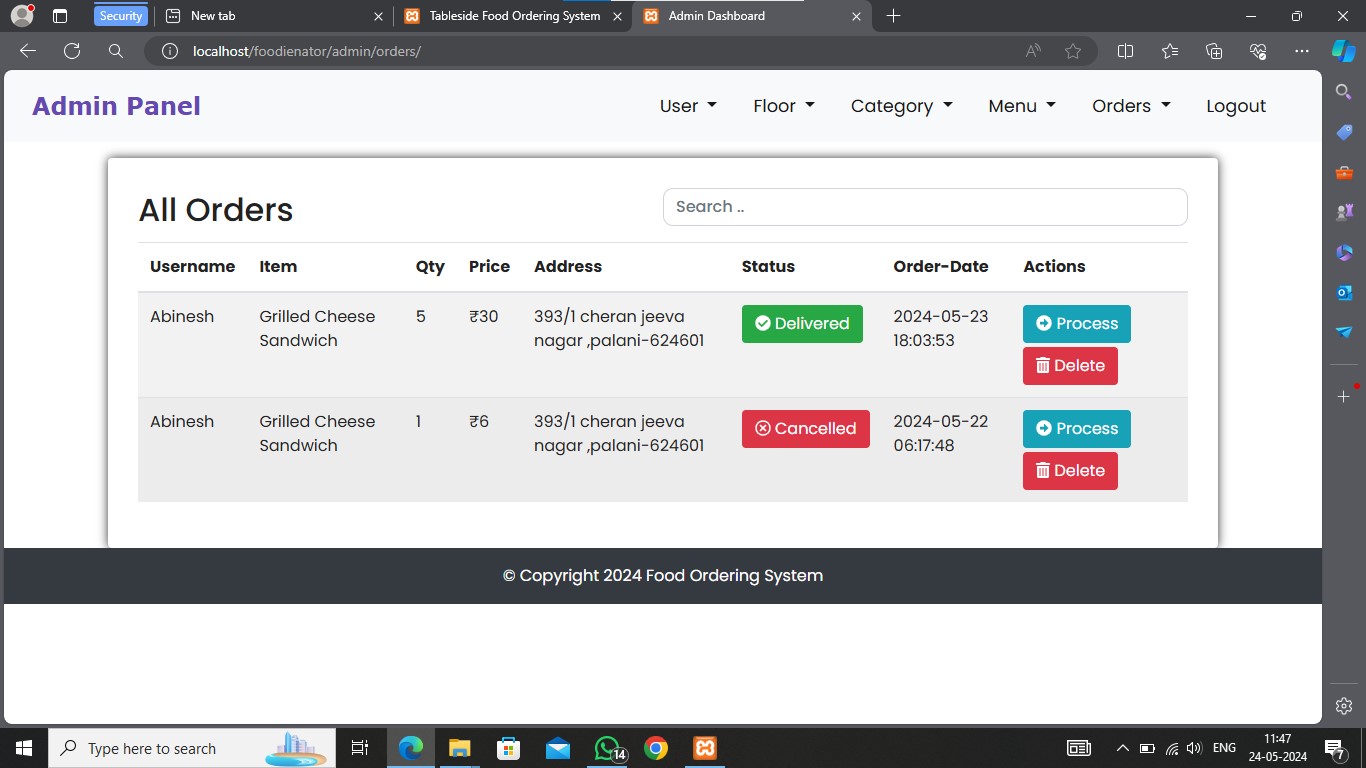 Security
New tab
Tableside Food Ordering System
Admin Dashboard
localhost/foodienator/admin/orders/
Admin Panel
User
Floor
Category
Menu
Orders
Logout
All Orders
Search ..
Username Item Qty Price Address Status Order-Date Actions
Abinesh Grilled Cheese 5 ₹30 393/1 cheran jeeva Delivered 2024-05-23 Process
Sandwich nagar ,palani-624601 18:03:53
Delete
Abinesh Grilled Cheese 1 ₹6 393/1 cheran jeeva Cancelled 2024-05-22 Process
Sandwich nagar ,palani-624601 06:17:48
Delete
© Copyright 2024 Food Ordering System
Type here to search
14
ENG
11:47
24-05-2024
7